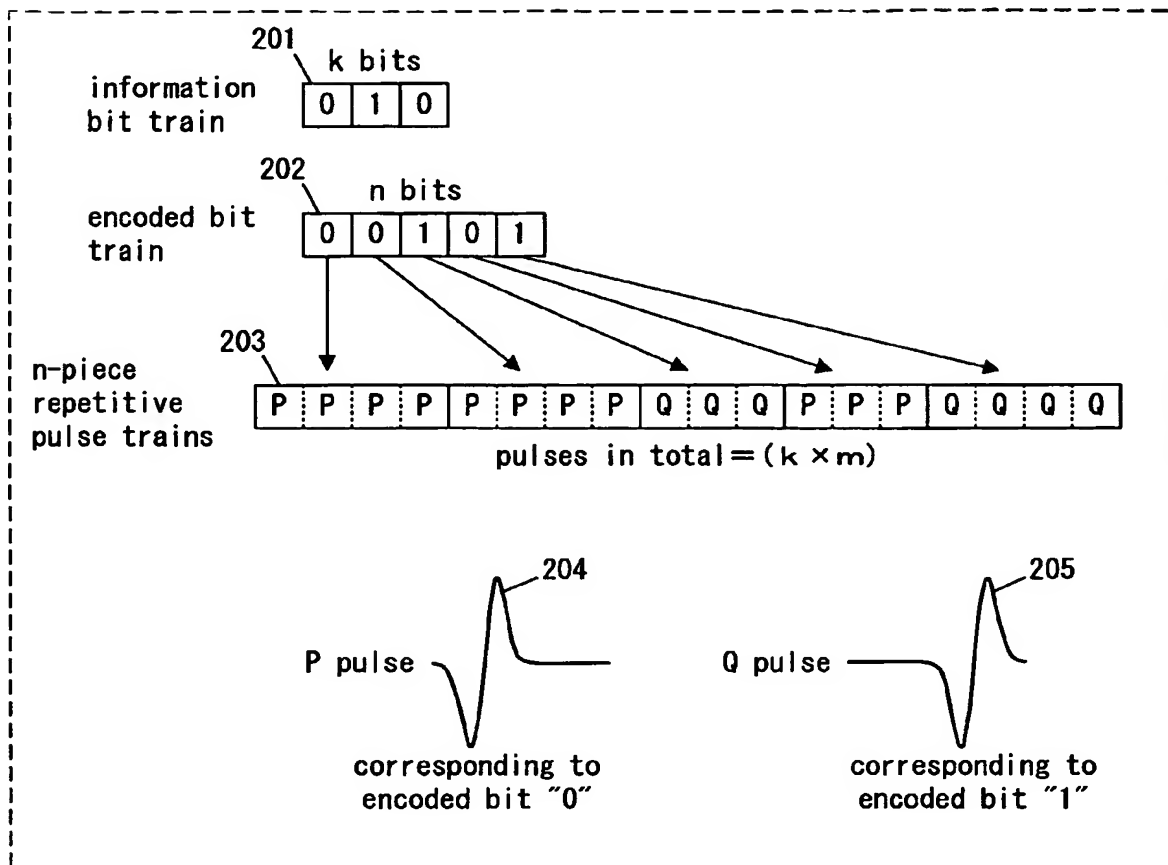 201
k bits
information
bit train
0 1 0
202
n bits
encoded bit
train
0 0 1 0 1
203
n-piece
repetitive
pulse trains
P P P P P P P P Q Q Q P P P Q Q Q Q
pulses in total=(k×m)
204
205
P pulse
Q pulse
corresponding to
encoded bit "0"
corresponding to
encoded bit "1"